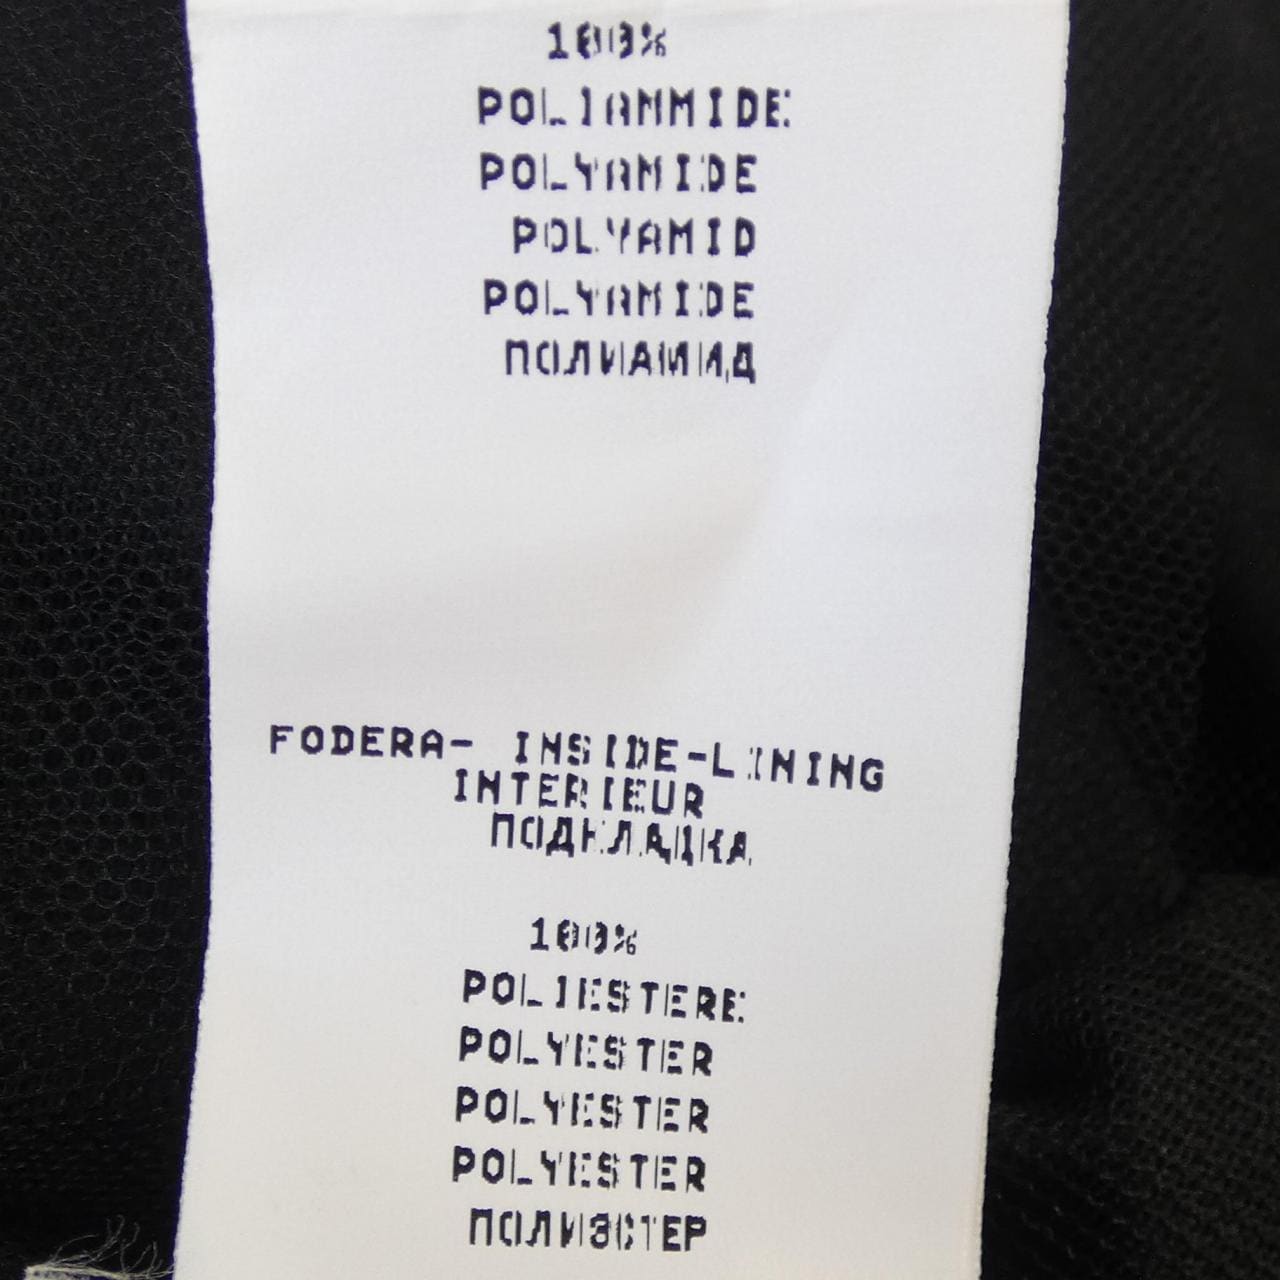 100%
POLIAMMIDE
POLYAMIDE
POLYAMID
POLYAMIDE
ПОЛИАМИД
FODERA- INSIDE-LINING
INTERIEUR
ПОДКЛАДКА
100%
POLIESTERE
POLYESTER
POLYESTER
POLYESTER
ПОЛИЭСТЕР